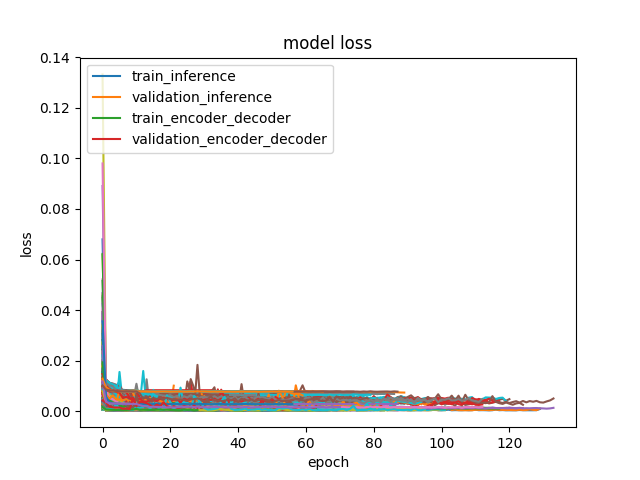 model loss
train_inference
validation_inference
train_encoder_decoder
validation_encoder_decoder
0.14
0.12
0.10
0.08
0.06
0.04
0.02
0.00
loss
0 20 40 60 80 100 120
epoch